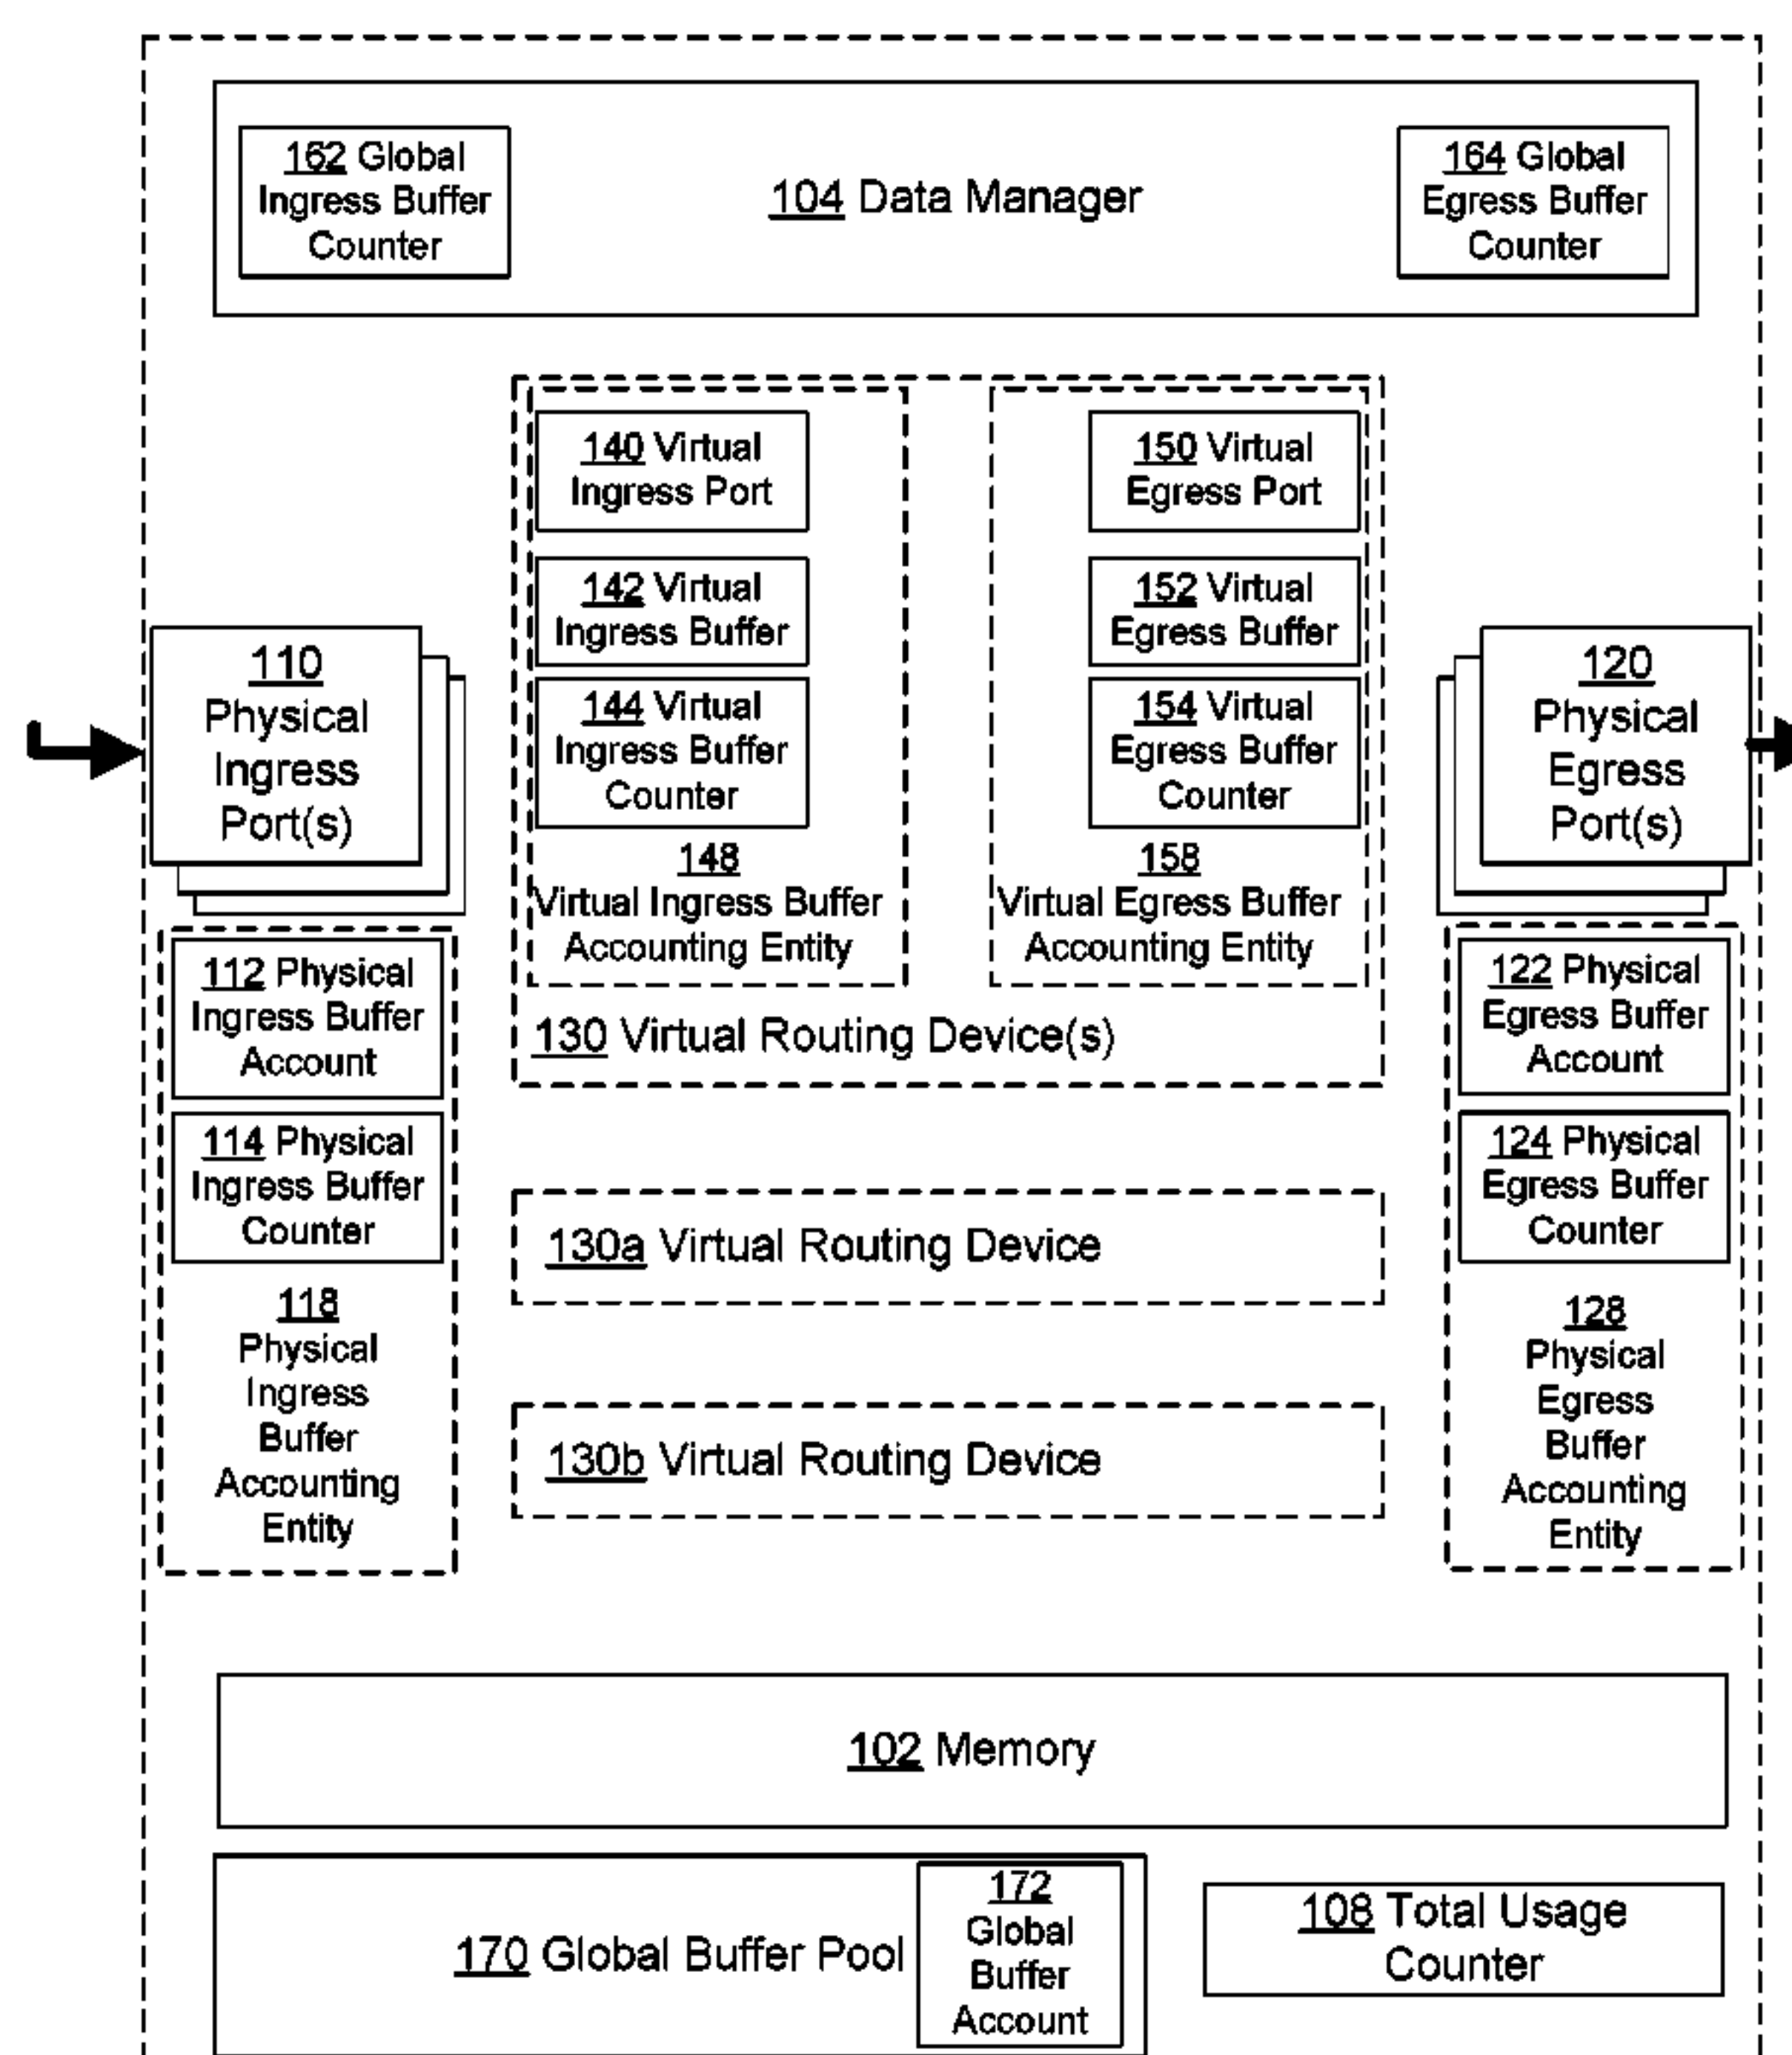 162 Global
Ingress Buffer
Counter
104 Data Manager
164 Global
Egress Buffer
Counter
140 Virtual
Ingress Port
142 Virtual
Ingress Buffer
144 Virtual
Ingress Buffer
Counter
148
Virtual Ingress Buffer
Accounting Entity
150 Virtual
Egress Port
152 Virtual
Egress Buffer
154 Virtual
Egress Buffer
Counter
158
Virtual Egress Buffer
Accounting Entity
130 Virtual Routing Device(s)
110
Physical
Ingress
Port(s)
112 Physical
Ingress Buffer
Account
114 Physical
Ingress Buffer
Counter
118
Physical
Ingress
Buffer
Accounting
Entity
130a Virtual Routing Device
130b Virtual Routing Device
120
Physical
Egress
Port(s)
122 Physical
Egress Buffer
Account
124 Physical
Egress Buffer
Counter
128
Physical
Egress
Buffer
Accounting
Entity
102 Memory
170 Global Buffer Pool
172
Global
Buffer
Account
108 Total Usage
Counter